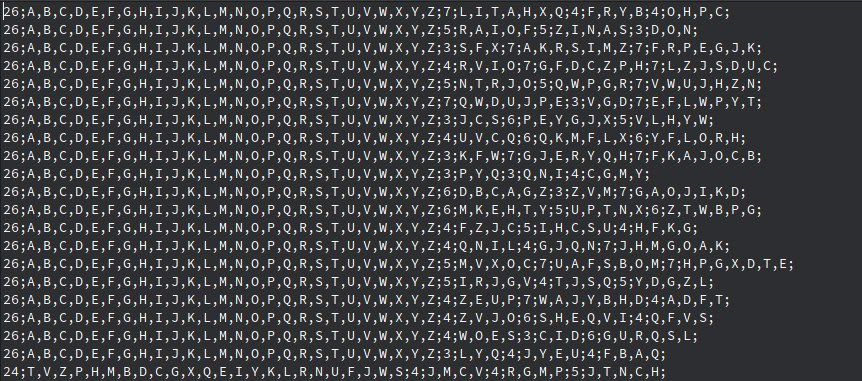 26;A,B,C,D,E,F,G,H,I,J,K,L,M,N,O,P,Q,R,S,T,U,V,W,X,Y,Z;7;L,I,T,A,H,X,Q;4;F,R,Y,B;4;O,H,P,C;
26;A,B,C,D,E,F,G,H,I,J,K,L,M,N,O,P,Q,R,S,T,U,V,W,X,Y,Z;5;R,A,I,O,F;5;Z,I,N,A,S;3;D,O,N;
26;A,B,C,D,E,F,G,H,I,J,K,L,M,N,O,P,Q,R,S,T,U,V,W,X,Y,Z;3;S,F,X;7;A,K,R,S,I,M,Z;7;F,R,P,E,G,J,K;
26;A,B,C,D,E,F,G,H,I,J,K,L,M,N,O,P,Q,R,S,T,U,V,W,X,Y,Z;4;R,V,I,O;7;G,F,D,C,Z,P,H;7;L,Z,J,S,D,U,C;
26;A,B,C,D,E,F,G,H,I,J,K,L,M,N,O,P,Q,R,S,T,U,V,W,X,Y,Z;5;N,T,R,J,O;5;Q,W,P,G,R;7;V,W,U,J,H,Z,N;
26;A,B,C,D,E,F,G,H,I,J,K,L,M,N,O,P,Q,R,S,T,U,V,W,X,Y,Z;7;Q,W,D,U,J,P,E;3;V,G,D;7;E,F,L,W,P,Y,T;
26;A,B,C,D,E,F,G,H,I,J,K,L,M,N,O,P,Q,R,S,T,U,V,W,X,Y,Z;3;J,C,S;6;P,E,Y,G,J,X;5;V,L,H,Y,W;
26;A,B,C,D,E,F,G,H,I,J,K,L,M,N,O,P,Q,R,S,T,U,V,W,X,Y,Z;4;U,V,C,Q;6;Q,K,M,F,L,X;6;Y,F,L,O,R,H;
26;A,B,C,D,E,F,G,H,I,J,K,L,M,N,O,P,Q,R,S,T,U,V,W,X,Y,Z;3;K,F,W;7;G,J,E,R,Y,Q,H;7;F,K,A,J,O,C,B;
26;A,B,C,D,E,F,G,H,I,J,K,L,M,N,O,P,Q,R,S,T,U,V,W,X,Y,Z;3;P,Y,Q;3;Q,N,I;4;C,G,M,Y;
26;A,B,C,D,E,F,G,H,I,J,K,L,M,N,O,P,Q,R,S,T,U,V,W,X,Y,Z;6;D,B,C,A,G,Z;3;Z,V,M;7;G,A,O,J,I,K,D;
26;A,B,C,D,E,F,G,H,I,J,K,L,M,N,O,P,Q,R,S,T,U,V,W,X,Y,Z;6;M,K,E,H,T,Y;5;U,P,T,N,X;6;Z,T,W,B,P,G;
26;A,B,C,D,E,F,G,H,I,J,K,L,M,N,O,P,Q,R,S,T,U,V,W,X,Y,Z;4;F,Z,J,C;5;I,H,C,S,U;4;H,F,K,G;
26;A,B,C,D,E,F,G,H,I,J,K,L,M,N,O,P,Q,R,S,T,U,V,W,X,Y,Z;4;Q,N,I,L;4;G,J,Q,N;7;J,H,M,G,O,A,K;
26;A,B,C,D,E,F,G,H,I,J,K,L,M,N,O,P,Q,R,S,T,U,V,W,X,Y,Z;5;M,V,X,O,C;7;U,A,F,S,B,O,M;7;H,P,G,X,D,T,E;
26;A,B,C,D,E,F,G,H,I,J,K,L,M,N,O,P,Q,R,S,T,U,V,W,X,Y,Z;5;I,R,J,G,V;4;T,J,S,Q;5;Y,D,G,Z,L;
26;A,B,C,D,E,F,G,H,I,J,K,L,M,N,O,P,Q,R,S,T,U,V,W,X,Y,Z;4;Z,E,U,P;7;W,A,J,Y,B,H,D;4;A,D,F,T;
26;A,B,C,D,E,F,G,H,I,J,K,L,M,N,O,P,Q,R,S,T,U,V,W,X,Y,Z;4;Z,V,J,O;6;S,H,E,Q,V,I;4;Q,F,V,S;
26;A,B,C,D,E,F,G,H,I,J,K,L,M,N,O,P,Q,R,S,T,U,V,W,X,Y,Z;4;W,O,E,S;3;C,I,D;6;G,U,R,Q,S,L;
26;A,B,C,D,E,F,G,H,I,J,K,L,M,N,O,P,Q,R,S,T,U,V,W,X,Y,Z;3;L,Y,Q;4;J,Y,E,U;4;F,B,A,Q;
24;T,V,Z,P,H,M,B,D,C,G,X,Q,E,I,Y,K,L,R,N,U,F,J,W,S;4;J,M,C,V;4;R,G,M,P;5;J,T,N,C,H;